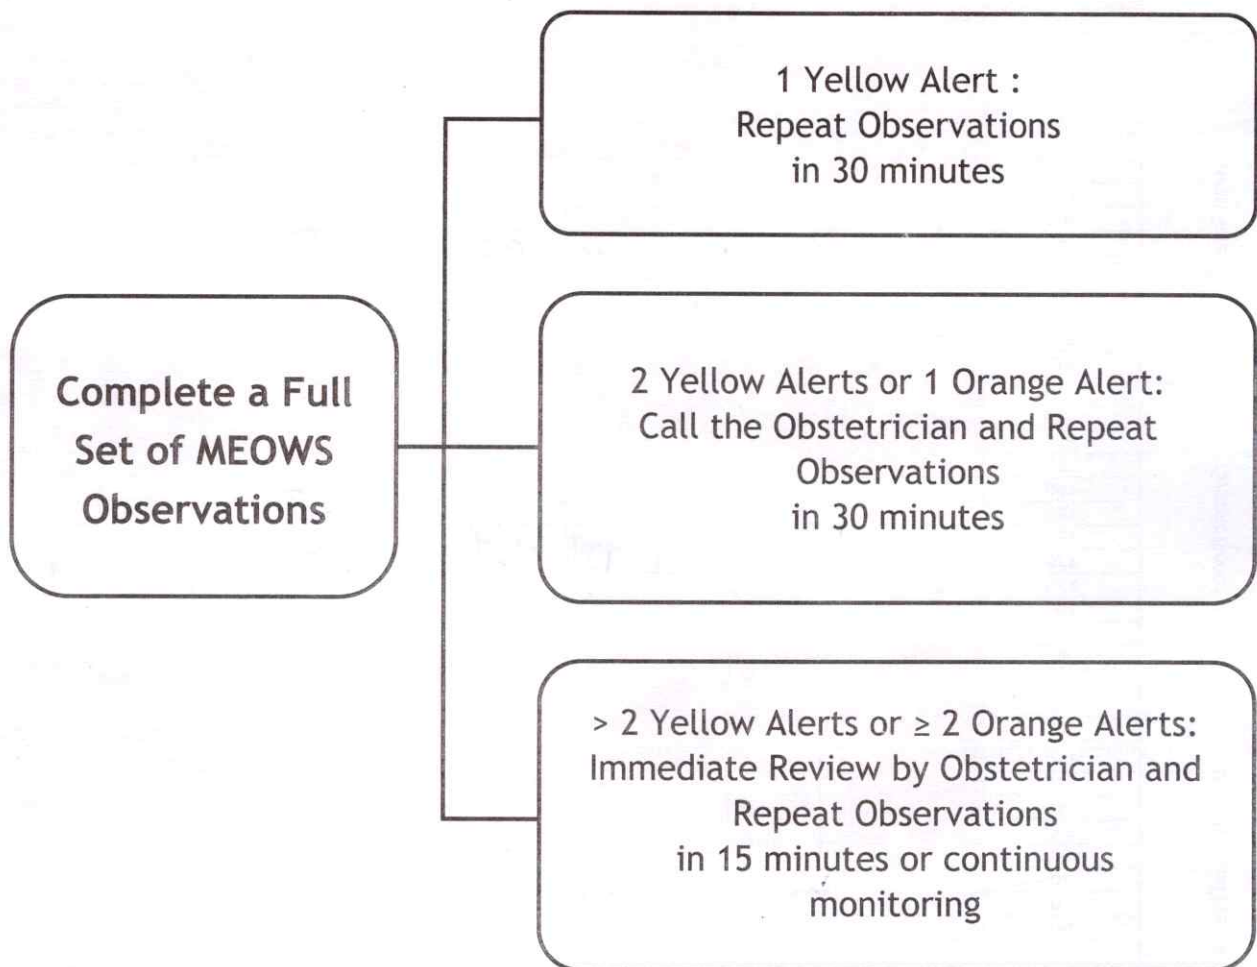 1 Yellow Alert :
Repeat Observations
in 30 minutes
Complete a Full
Set of MEOWS
Observations
2 Yellow Alerts or 1 Orange Alert:
Call the Obstetrician and Repeat
Observations
in 30 minutes
> 2 Yellow Alerts or ≥ 2 Orange Alerts:
Immediate Review by Obstetrician and
Repeat Observations
in 15 minutes or continuous
monitoring